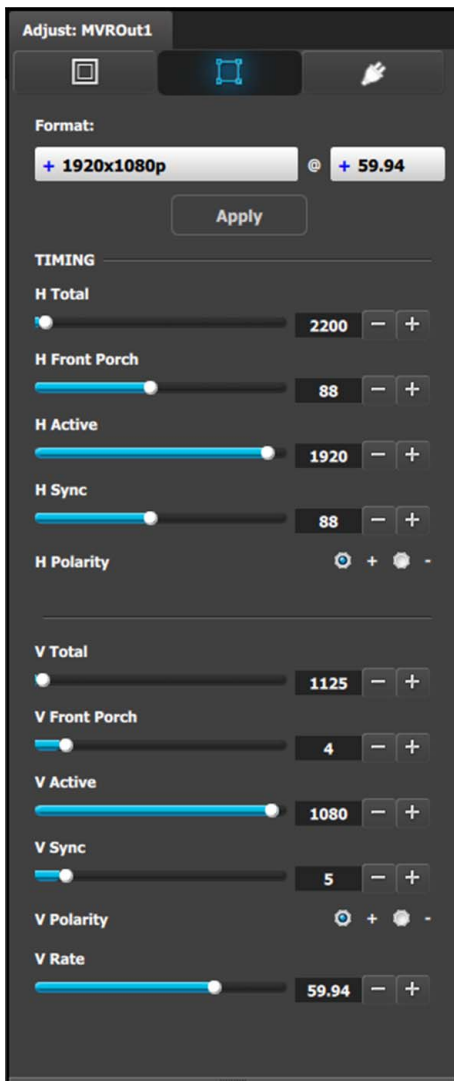 Adjust: MVROut1
Format:
+ 1920x1080p @ + 59.94
Apply
TIMING
H Total
2200 − +
H Front Porch
88 − +
H Active
1920 − +
H Sync
88 − +
H Polarity + -
V Total
1125 − +
V Front Porch
4 − +
V Active
1080 − +
V Sync
5 − +
V Polarity + -
V Rate
59.94 − +